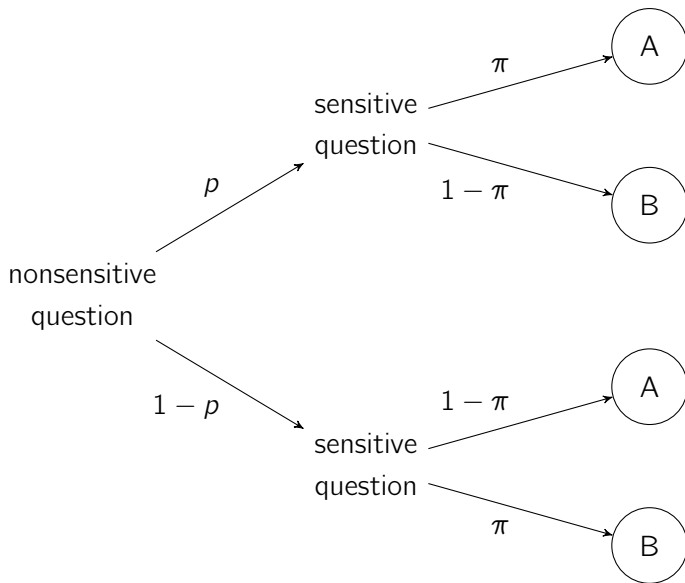 A
π
sensitive
question
p
1 − π
B
nonsensitive
question
1 − p
A
1 − π
sensitive
question
π
B